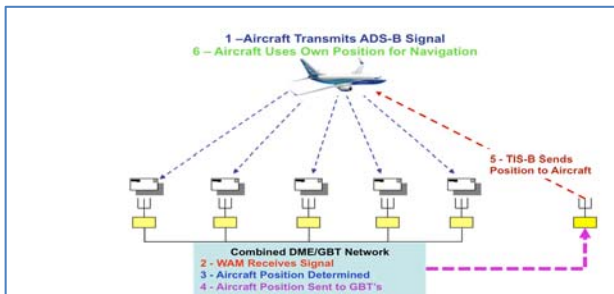 1 –Aircraft Transmits ADS-B Signal
6 – Aircraft Uses Own Position for Navigation
5 - TIS-B Sends
Position to Aircraft
Combined DME/GBT Network
2 - WAM Receives Signal
3 - Aircraft Position Determined
4 - Aircraft Position Sent to GBT's